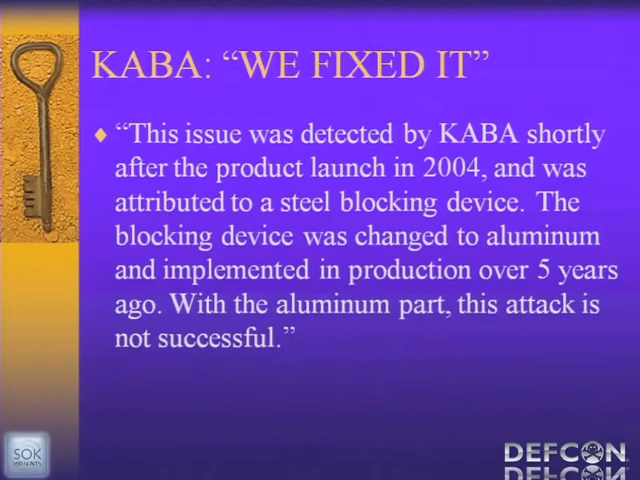 KABA: “WE FIXED IT”
“This issue was detected by KABA shortly
after the product launch in 2004, and was
attributed to a steel blocking device. The
blocking device was changed to aluminum
and implemented in production over 5 years
ago. With the aluminum part, this attack is
not successful.”
SOK
PRESENTS
DEFCON